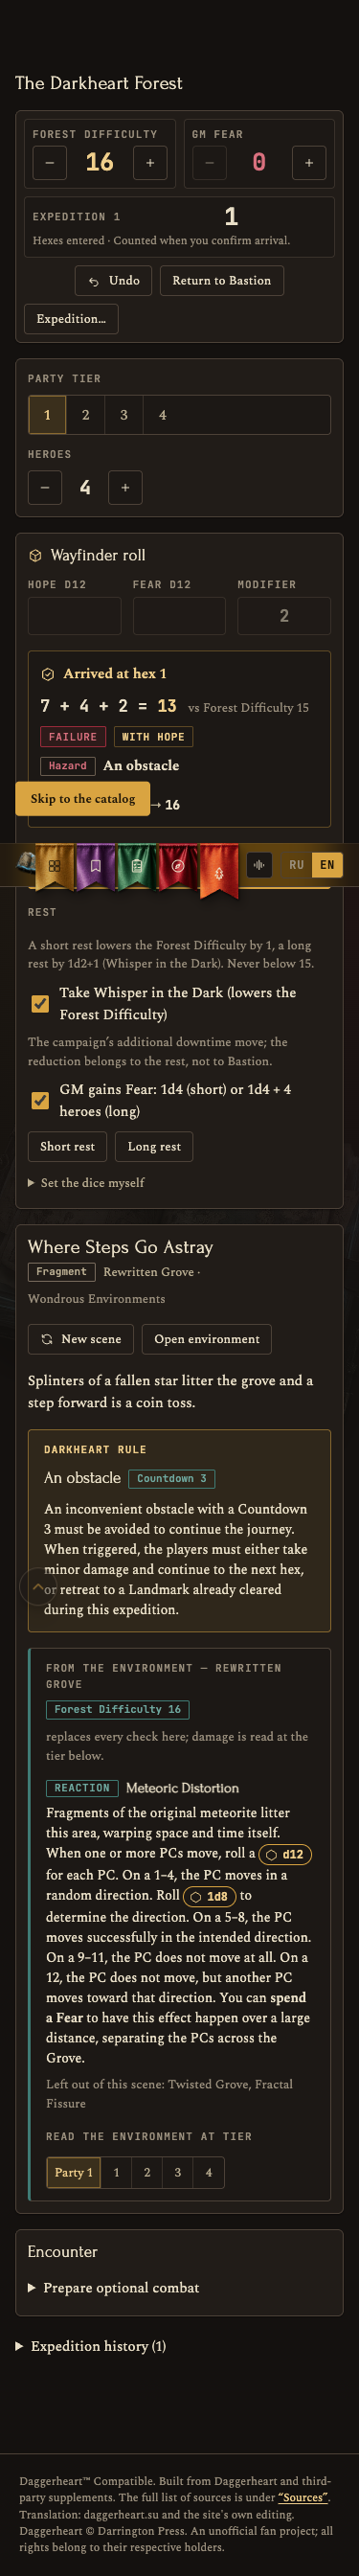 The Darkheart Forest
FOREST DIFFICULTY
− 16 +
GM FEAR
− 0 +
EXPEDITION 1
1
Hexes entered · Counted when you confirm arrival.
Undo
Return to Bastion
Expedition…
PARTY TIER
1 2 3 4
HEROES
− 4 +
Wayfinder roll
HOPE D12 FEAR D12 MODIFIER
2
Arrived at hex 1
7 + 4 + 2 = 13 vs Forest Difficulty 15
FAILURE WITH HOPE
Hazard An obstacle
Skip to the catalog
→ 16
RU EN
REST
A short rest lowers the Forest Difficulty by 1, a long
rest by 1d2+1 (Whisper in the Dark). Never below 15.
Take Whisper in the Dark (lowers the
Forest Difficulty)
The campaign’s additional downtime move; the
reduction belongs to the rest, not to Bastion.
GM gains Fear: 1d4 (short) or 1d4 + 4
heroes (long)
Short rest
Long rest
Set the dice myself
Where Steps Go Astray
Fragment Rewritten Grove ·
Wondrous Environments
New scene
Open environment
Splinters of a fallen star litter the grove and a
step forward is a coin toss.
DARKHEART RULE
An obstacle Countdown 3
An inconvenient obstacle with a Countdown
3 must be avoided to continue the journey.
When triggered, the players must either take
minor damage and continue to the next hex,
or retreat to a Landmark already cleared
during this expedition.
FROM THE ENVIRONMENT — REWRITTEN
GROVE
Forest Difficulty 16
replaces every check here; damage is read at the
tier below.
REACTION Meteoric Distortion
Fragments of the original meteorite litter
this area, warping space and time itself.
When one or more PCs move, roll a d12
for each PC. On a 1–4, the PC moves in a
random direction. Roll 1d8 to
determine the direction. On a 5–8, the PC
moves successfully in the intended direction.
On a 9–11, the PC does not move at all. On a
12, the PC does not move, but another PC
moves toward that direction. You can spend
a Fear to have this effect happen over a large
distance, separating the PCs across the
Grove.
Left out of this scene: Twisted Grove, Fractal
Fissure
READ THE ENVIRONMENT AT TIER
Party 1 1 2 3 4
Encounter
Prepare optional combat
Expedition history (1)
Daggerheart™ Compatible. Built from Daggerheart and third-
party supplements. The full list of sources is under “Sources”.
Translation: daggerheart.su and the site's own editing.
Daggerheart © Darrington Press. An unofficial fan project; all
rights belong to their respective holders.